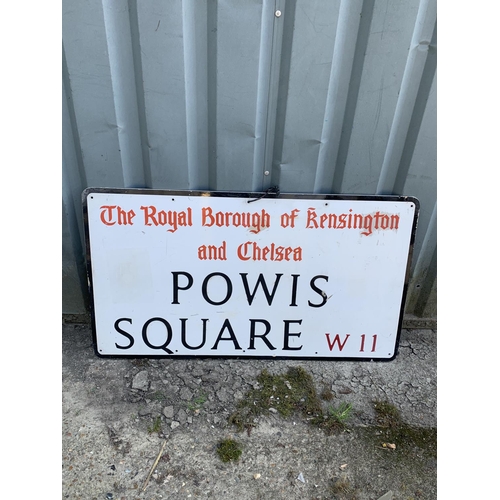 The Royal Borough of Kensington
and Chelsea
POWIS
SQUARE W11